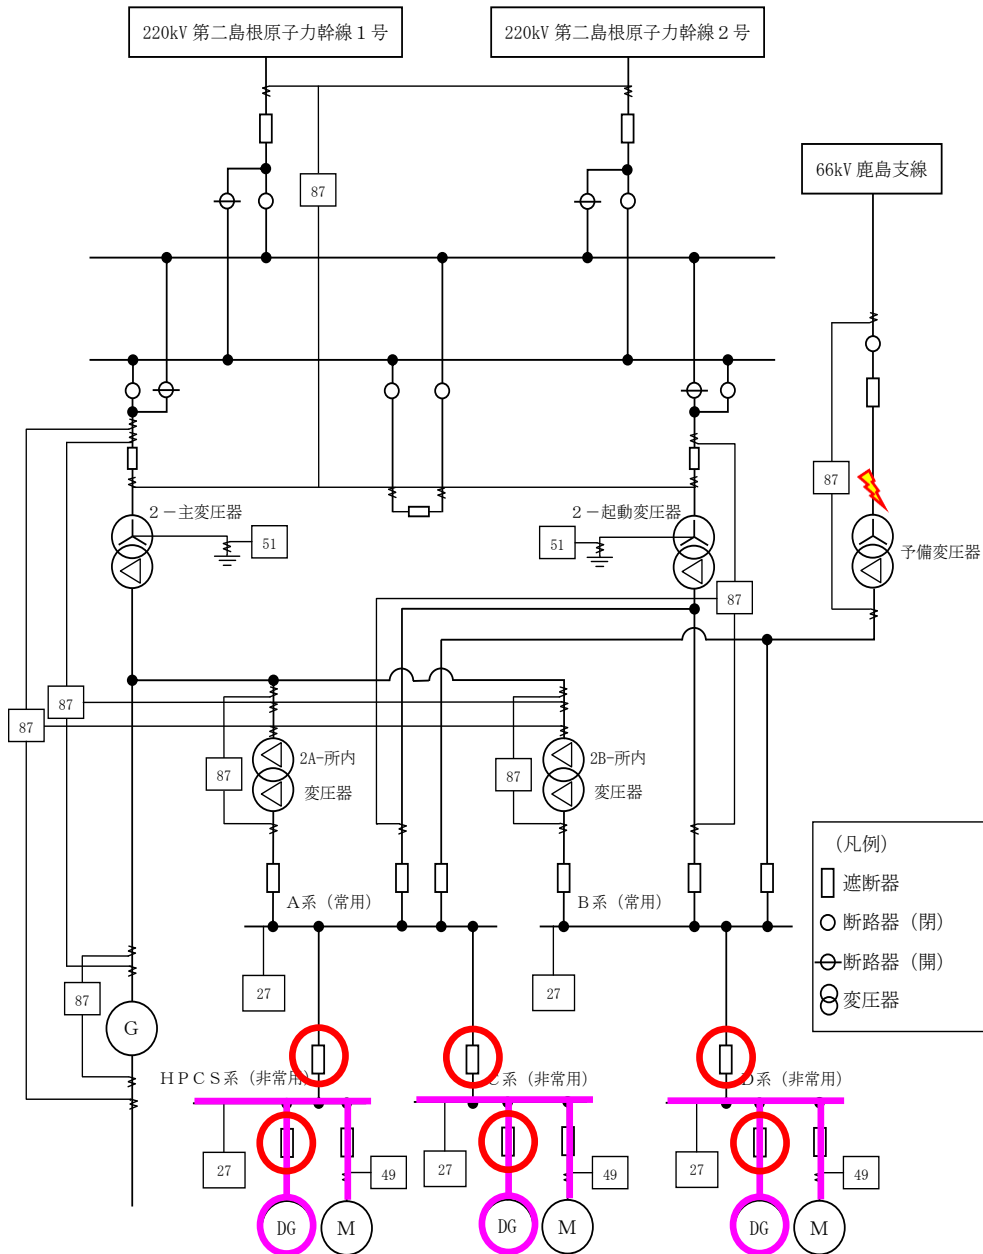 220kV 第二島根原子力幹線１号
220kV 第二島根原子力幹線２号
66kV 鹿島支線
87
87
２－主変圧器
51
２－起動変圧器
51
予備変圧器
87
87
87
2A-所内
変圧器
87
2B-所内
変圧器
87
(凡例)
遮断器
断路器（閉）
断路器（開）
変圧器
Ａ系（常用）
Ｂ系（常用）
27
27
87
G
ＨＰＣＳ系（非常用）
Ｃ系（非常用）
Ｄ系（非常用）
27
49
27
49
27
49
DG
M
DG
M
DG
M